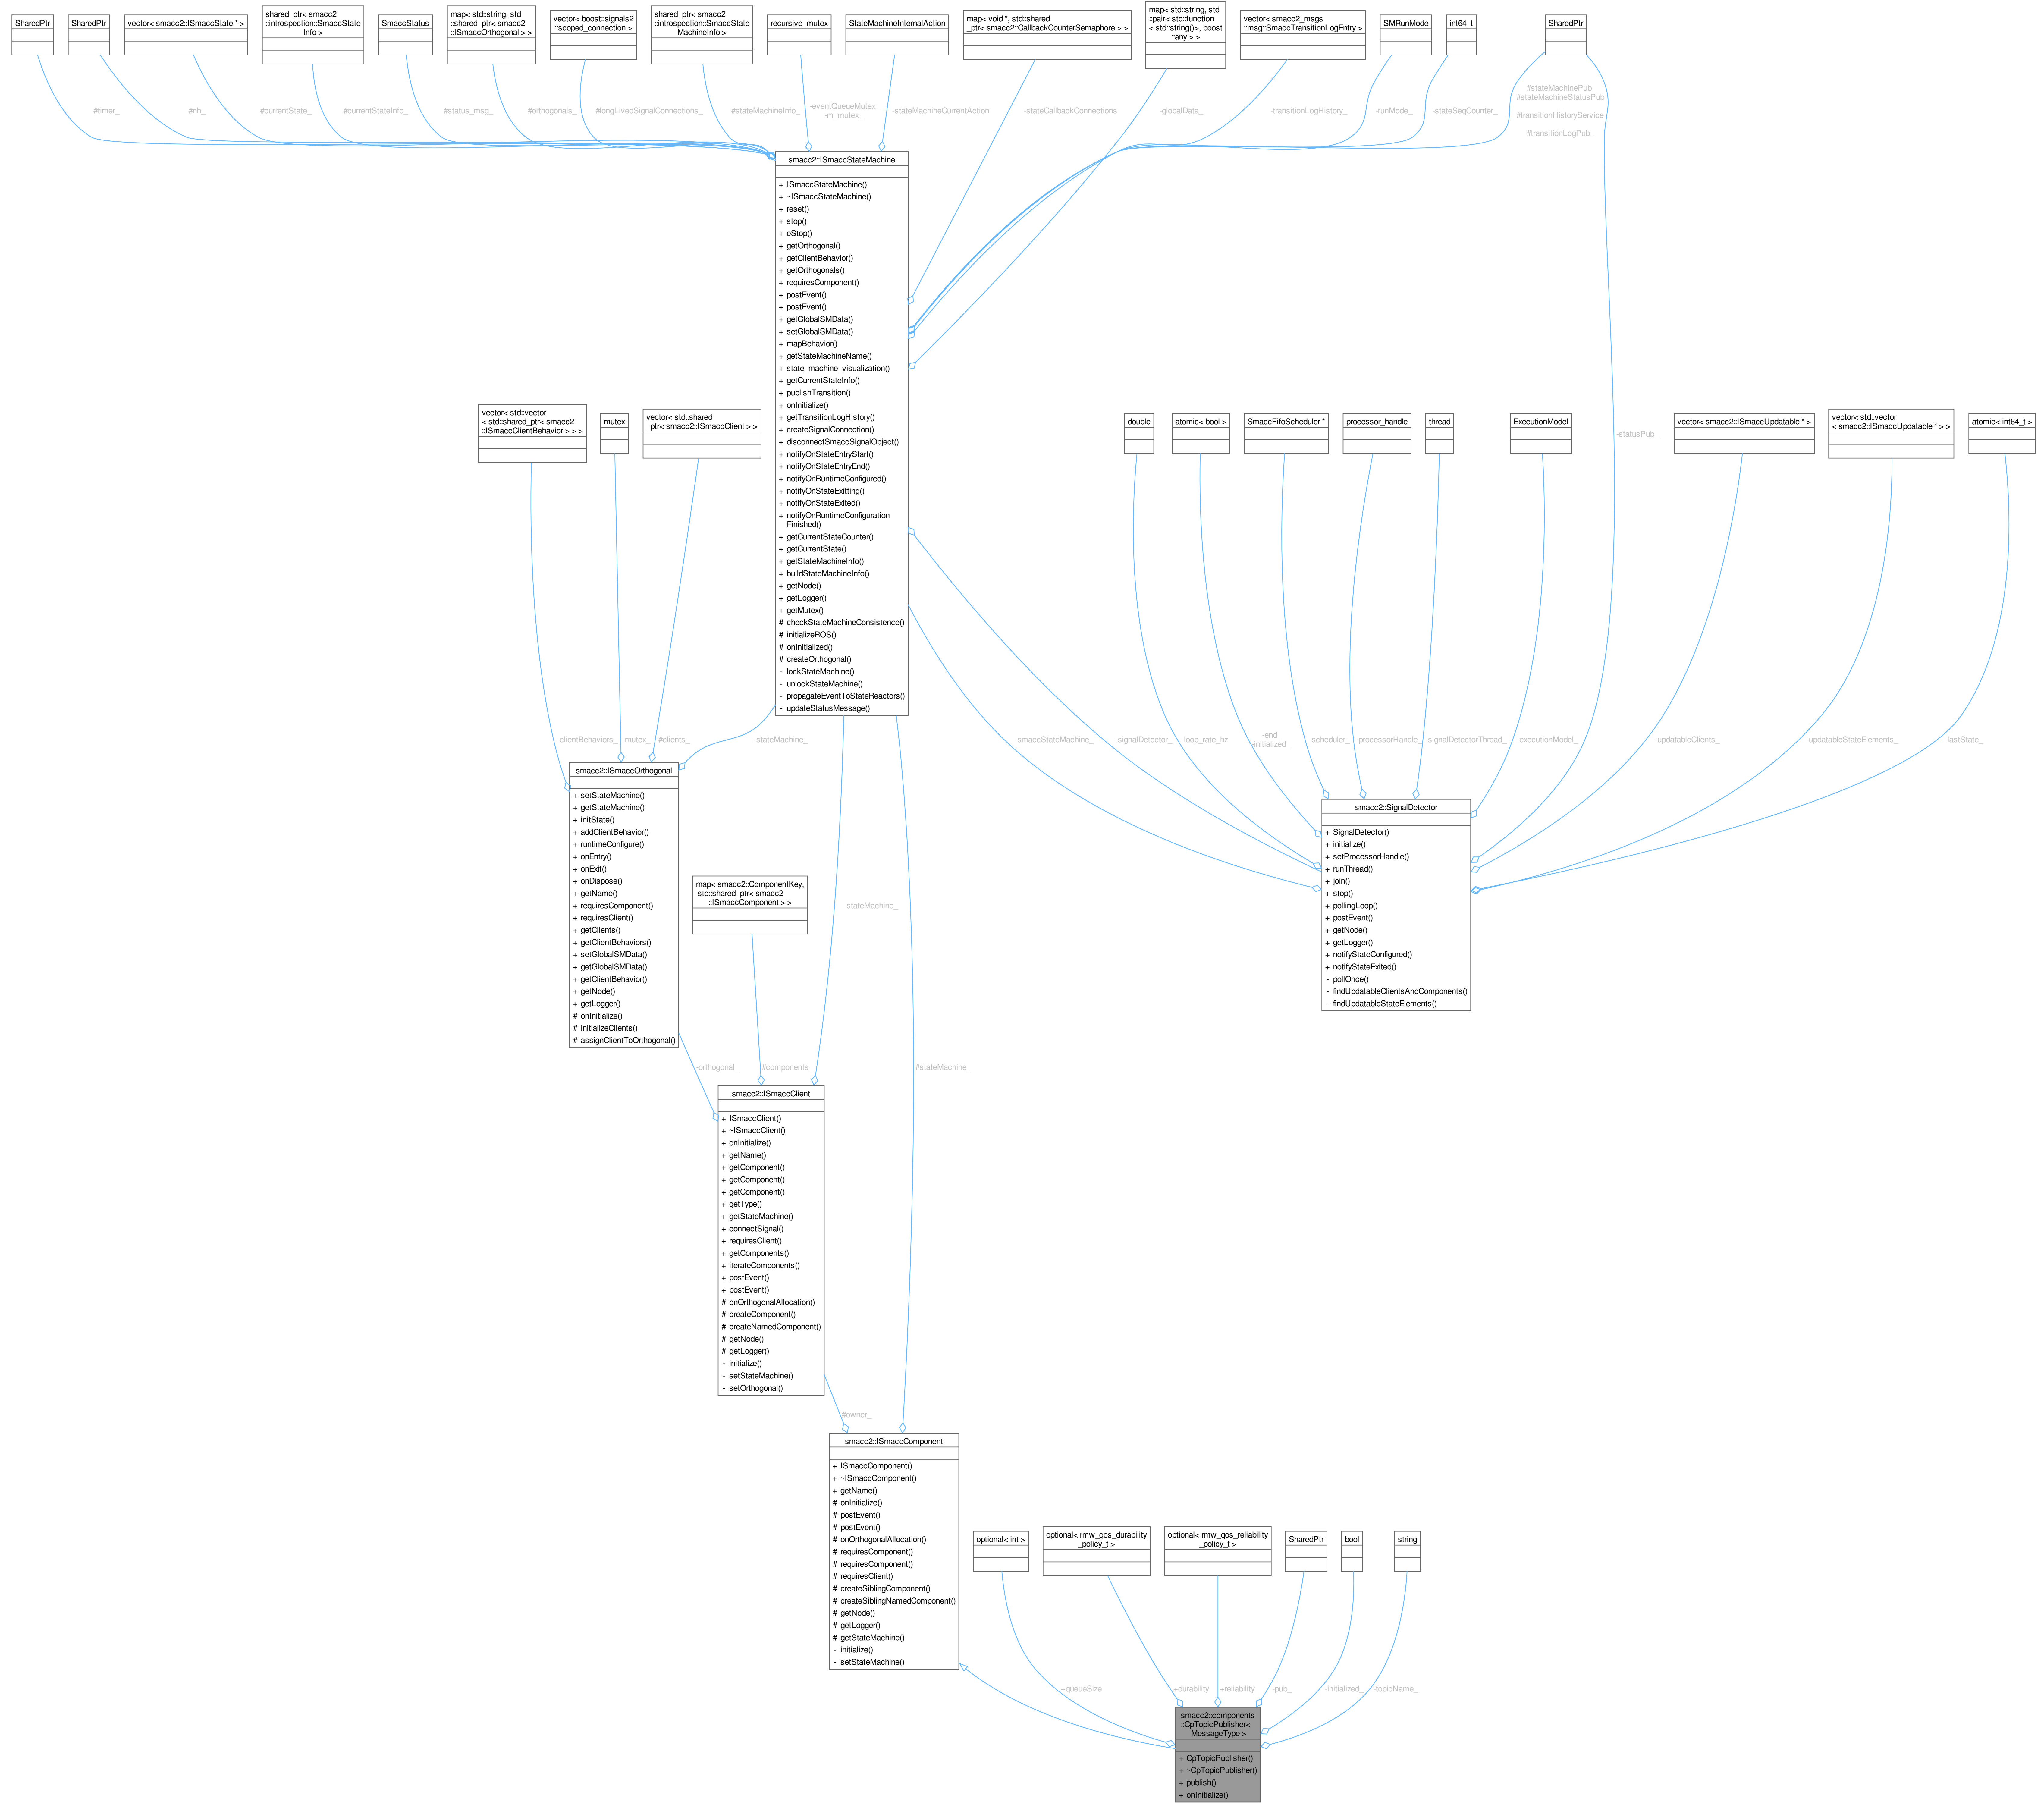 SharedPtr
SharedPtr
vector< smacc2::ISmaccState * >
shared_ptr< smacc2
::introspection::SmaccState
Info >
SmaccStatus
map< std::string, std
::shared_ptr< smacc2
::ISmaccOrthogonal > >
vector< boost::signals2
::scoped_connection >
shared_ptr< smacc2
::introspection::SmaccState
MachineInfo >
recursive_mutex
StateMachineInternalAction
map< void *, std::shared
_ptr< smacc2::CallbackCounterSemaphore > >
map< std::string, std
::pair< std::function
< std::string()>, boost
::any > >
vector< smacc2_msgs
::msg::SmaccTransitionLogEntry >
SMRunMode
int64_t
SharedPtr
#timer_
#nh_
#currentState_
#currentStateInfo_
#status_msg_
#orthogonals_
#longLivedSignalConnections_
#stateMachineInfo_
-eventQueueMutex_
-m_mutex_
-stateMachineCurrentAction
-stateCallbackConnections
-globalData_
-transitionLogHistory_
-runMode_
-stateSeqCounter_
#stateMachinePub_
#stateMachineStatusPub
_
#transitionHistoryService
_
#transitionLogPub_
smacc2::ISmaccStateMachine
+ ISmaccStateMachine()
+ ~ISmaccStateMachine()
+ reset()
+ stop()
+ eStop()
+ getOrthogonal()
+ getClientBehavior()
+ getOrthogonals()
+ requiresComponent()
+ postEvent()
+ postEvent()
+ getGlobalSMData()
+ setGlobalSMData()
+ mapBehavior()
+ getStateMachineName()
+ state_machine_visualization()
+ getCurrentStateInfo()
+ publishTransition()
+ onInitialize()
+ getTransitionLogHistory()
+ createSignalConnection()
+ disconnectSmaccSignalObject()
+ notifyOnStateEntryStart()
+ notifyOnStateEntryEnd()
+ notifyOnRuntimeConfigured()
+ notifyOnStateExitting()
+ notifyOnStateExited()
+ notifyOnRuntimeConfiguration
Finished()
+ getCurrentStateCounter()
+ getCurrentState()
+ getStateMachineInfo()
+ buildStateMachineInfo()
+ getNode()
+ getLogger()
+ getMutex()
# checkStateMachineConsistence()
# initializeROS()
# onInitialized()
# createOrthogonal()
- lockStateMachine()
- unlockStateMachine()
- propagateEventToStateReactors()
- updateStatusMessage()
vector< std::vector
< std::shared_ptr< smacc2
::ISmaccClientBehavior > > >
mutex
vector< std::shared
_ptr< smacc2::ISmaccClient > >
double
atomic< bool >
SmaccFifoScheduler *
processor_handle
thread
ExecutionModel
-statusPub_
vector< smacc2::ISmaccUpdatable * >
vector< std::vector
< smacc2::ISmaccUpdatable * > >
atomic< int64_t >
-clientBehaviors_
-mutex_
#clients_
-stateMachine_
-smaccStateMachine_
-signalDetector_
-loop_rate_hz
-end_
-initialized_
-scheduler_
-processorHandle_
-signalDetectorThread_
-executionModel_
-updatableClients_
-updatableStateElements_
-lastState_
smacc2::ISmaccOrthogonal
+ setStateMachine()
+ getStateMachine()
+ initState()
+ addClientBehavior()
+ runtimeConfigure()
+ onEntry()
+ onExit()
+ onDispose()
+ getName()
+ requiresComponent()
+ requiresClient()
+ getClients()
+ getClientBehaviors()
+ setGlobalSMData()
+ getGlobalSMData()
+ getClientBehavior()
+ getNode()
+ getLogger()
# onInitialize()
# initializeClients()
# assignClientToOrthogonal()
smacc2::SignalDetector
+ SignalDetector()
+ initialize()
+ setProcessorHandle()
+ runThread()
+ join()
+ stop()
+ pollingLoop()
+ postEvent()
+ getNode()
+ getLogger()
+ notifyStateConfigured()
+ notifyStateExited()
- pollOnce()
- findUpdatableClientsAndComponents()
- findUpdatableStateElements()
map< smacc2::ComponentKey,
std::shared_ptr< smacc2
::ISmaccComponent > >
-stateMachine_
-orthogonal_
#components_
#stateMachine_
smacc2::ISmaccClient
+ ISmaccClient()
+ ~ISmaccClient()
+ onInitialize()
+ getName()
+ getComponent()
+ getComponent()
+ getComponent()
+ getType()
+ getStateMachine()
+ connectSignal()
+ requiresClient()
+ getComponents()
+ iterateComponents()
+ postEvent()
+ postEvent()
# onOrthogonalAllocation()
# createComponent()
# createNamedComponent()
# getNode()
# getLogger()
- initialize()
- setStateMachine()
- setOrthogonal()
#owner_
smacc2::ISmaccComponent
+ ISmaccComponent()
+ ~ISmaccComponent()
+ getName()
# onInitialize()
# postEvent()
# postEvent()
# onOrthogonalAllocation()
# requiresComponent()
# requiresComponent()
# requiresClient()
# createSiblingComponent()
# createSiblingNamedComponent()
# getNode()
# getLogger()
# getStateMachine()
- initialize()
- setStateMachine()
optional< int >
optional< rmw_qos_durability
_policy_t >
optional< rmw_qos_reliability
_policy_t >
SharedPtr
bool
string
+queueSize
+durability
+reliability
-pub_
-initialized_
-topicName_
smacc2::components
::CpTopicPublisher<
MessageType >
+ CpTopicPublisher()
+ ~CpTopicPublisher()
+ publish()
+ onInitialize()